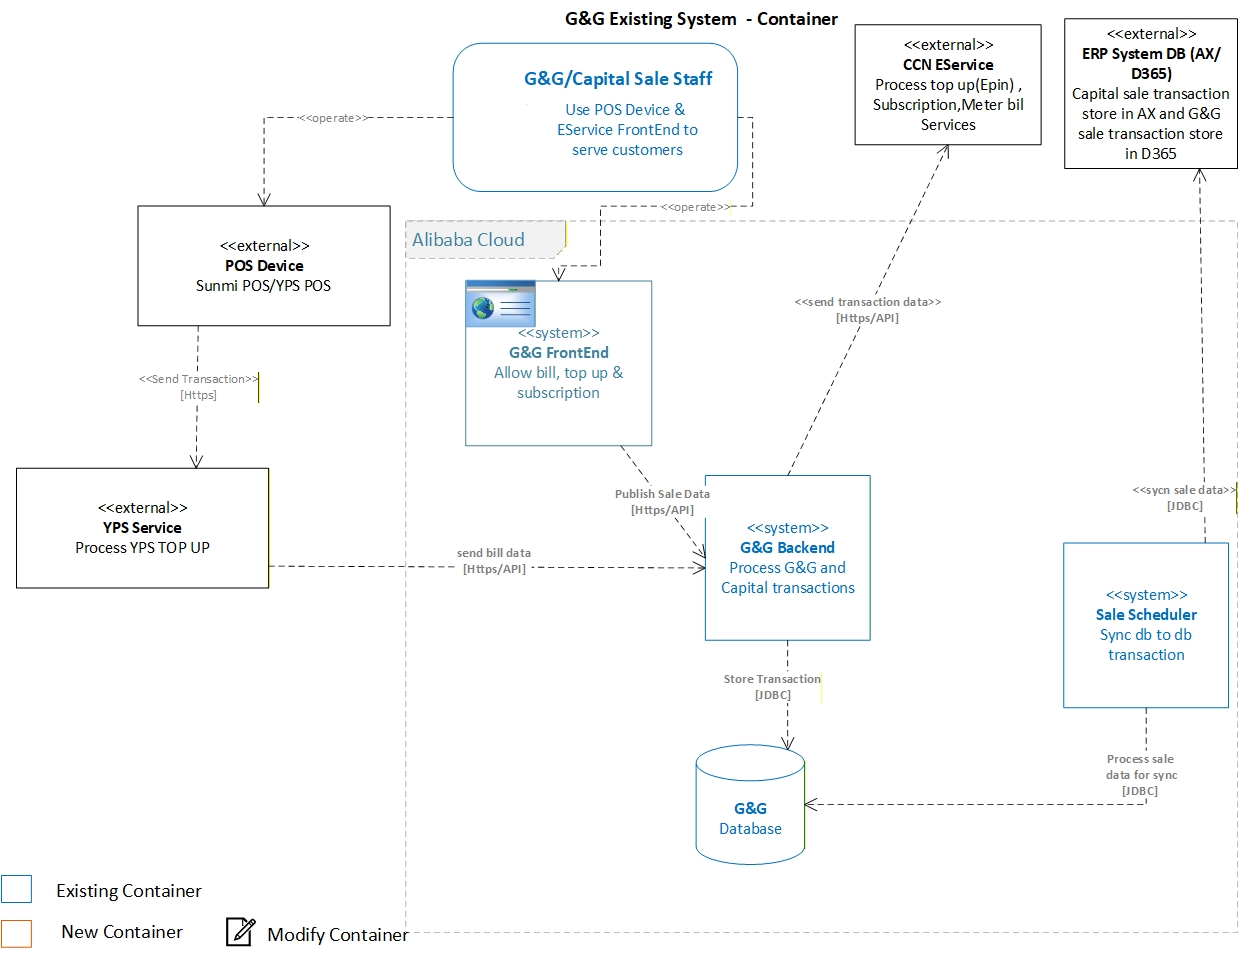 G&G Existing System  - Container
G&G/Capital Sale Staff
Use POS Device &
EService FrontEnd to
serve customers
<<external>>
CCN EService
Process top up(Epin) ,
Subscription,Meter bil
Services
<<external>>
ERP System DB (AX/
D365)
Capital sale transaction
store in AX and G&G
sale transaction store
in D365
<<operate>>
<<operate>>
<<external>>
POS Device
Sunmi POS/YPS POS
Alibaba Cloud
<<system>>
G&G FrontEnd
Allow bill, top up &
subscription
<<send transaction data>>
[Https/API]
<<Send Transaction>>
[Https]
<<external>>
YPS Service
Process YPS TOP UP
Publish Sale Data
[Https/API]
<<sycn sale data>>
[JDBC]
send bill data
[Https/API]
<<system>>
G&G Backend
Process G&G and
Capital transactions
<<system>>
Sale Scheduler
Sync db to db
transaction
Store Transaction
[JDBC]
Process sale
data for sync
[JDBC]
G&G
Database
Existing Container
New Container
Modify Container